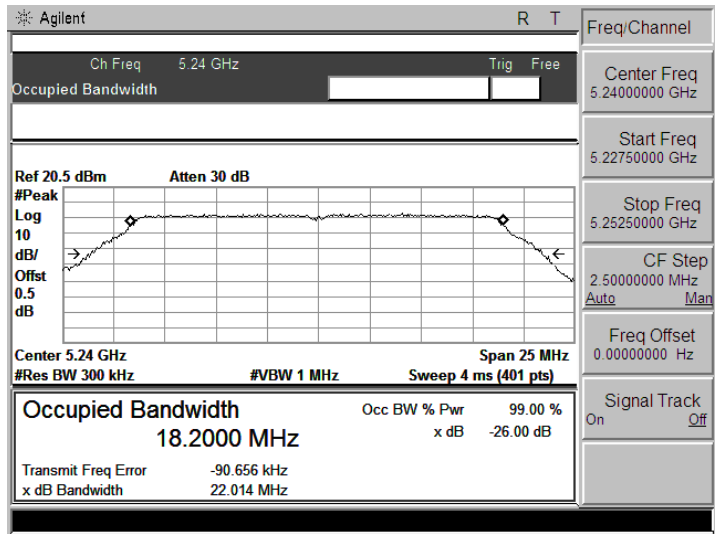 Agilent R T
Ch Freq 5.24 GHz Trig Free
Occupied Bandwidth
Ref 20.5 dBm Atten 30 dB
#Peak
Log
10
dB/
Offst
0.5
dB
Center 5.24 GHz Span 25 MHz
#Res BW 300 kHz #VBW 1 MHz Sweep 4 ms (401 pts)
Occupied Bandwidth Occ BW % Pwr 99.00 %
18.2000 MHz x dB -26.00 dB
Transmit Freq Error -90.656 kHz
x dB Bandwidth 22.014 MHz
Freq/Channel
Center Freq
5.24000000 GHz
Start Freq
5.22750000 GHz
Stop Freq
5.25250000 GHz
CF Step
2.50000000 MHz
Auto Man
Freq Offset
0.00000000 Hz
Signal Track
On Off